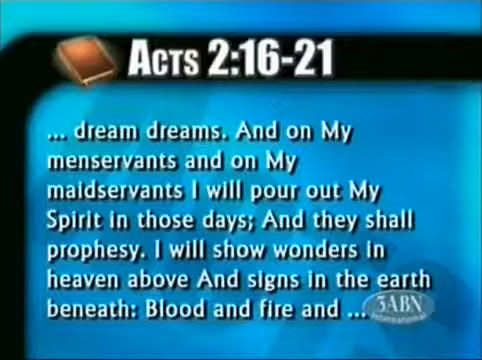 Acts 2:16-21
... dream dreams. And on My
menservants and on My
maidservants I will pour out My
Spirit in those days; And they shall
prophesy. I will show wonders in
heaven above And signs in the earth
beneath: Blood and fire and ...
3ABN
International